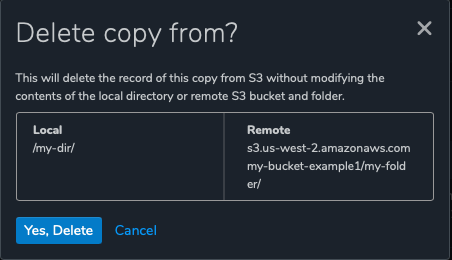 Delete copy from?
This will delete the record of this copy from S3 without modifying the
contents of the local directory or remote S3 bucket and folder.
Local
/my-dir/
Remote
s3.us-west-2.amazonaws.com
my-bucket-example1/my-fold
er/
Yes, Delete
Cancel